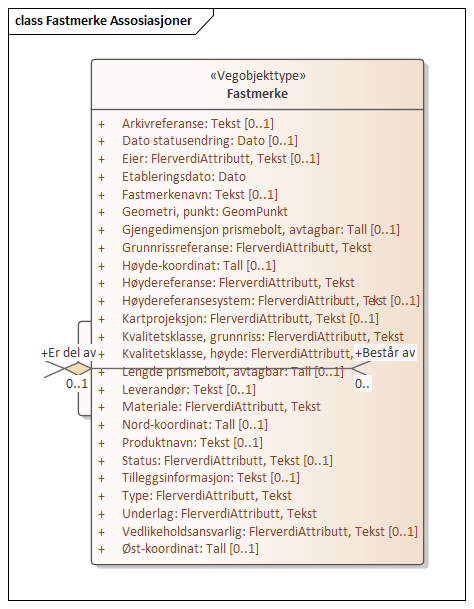 class Fastmerke Assosiasjoner
«Vegobjekttype»
Fastmerke
+ Arkivreferanse: Tekst [0..1]
+ Dato statusendring: Dato [0..1]
+ Eier: FlerverdiAttributt, Tekst [0..1]
+ Etableringsdato: Dato
+ Fastmerkenavn: Tekst [0..1]
+ Geometri, punkt: GeomPunkt
+ Gjengedimensjon prismebolt, avtagbar: Tall [0..1]
+ Grunnrissreferanse: FlerverdiAttributt, Tekst
+ Høyde-koordinat: Tall [0..1]
+ Høydereferanse: FlerverdiAttributt, Tekst
+ Høydereferansesystem: FlerverdiAttributt, Tekst [0..1]
+ Kartprojeksjon: FlerverdiAttributt, Tekst [0..1]
+ Kvalitetsklasse, grunnriss: FlerverdiAttributt, Tekst
+Er del av
+ Kvalitetsklasse, høyde: FlerverdiAttributt,
+Består av
+ Lengde prismebolt, avtagbar: Tall [0..1]
0..1
0..
+ Leverandør: Tekst [0..1]
+ Materiale: FlerverdiAttributt, Tekst
+ Nord-koordinat: Tall [0..1]
+ Produktnavn: Tekst [0..1]
+ Status: FlerverdiAttributt, Tekst [0..1]
+ Tilleggsinformasjon: Tekst [0..1]
+ Type: FlerverdiAttributt, Tekst
+ Underlag: FlerverdiAttributt, Tekst
+ Vedlikeholdsansvarlig: FlerverdiAttributt, Tekst [0..1]
+ Øst-koordinat: Tall [0..1]